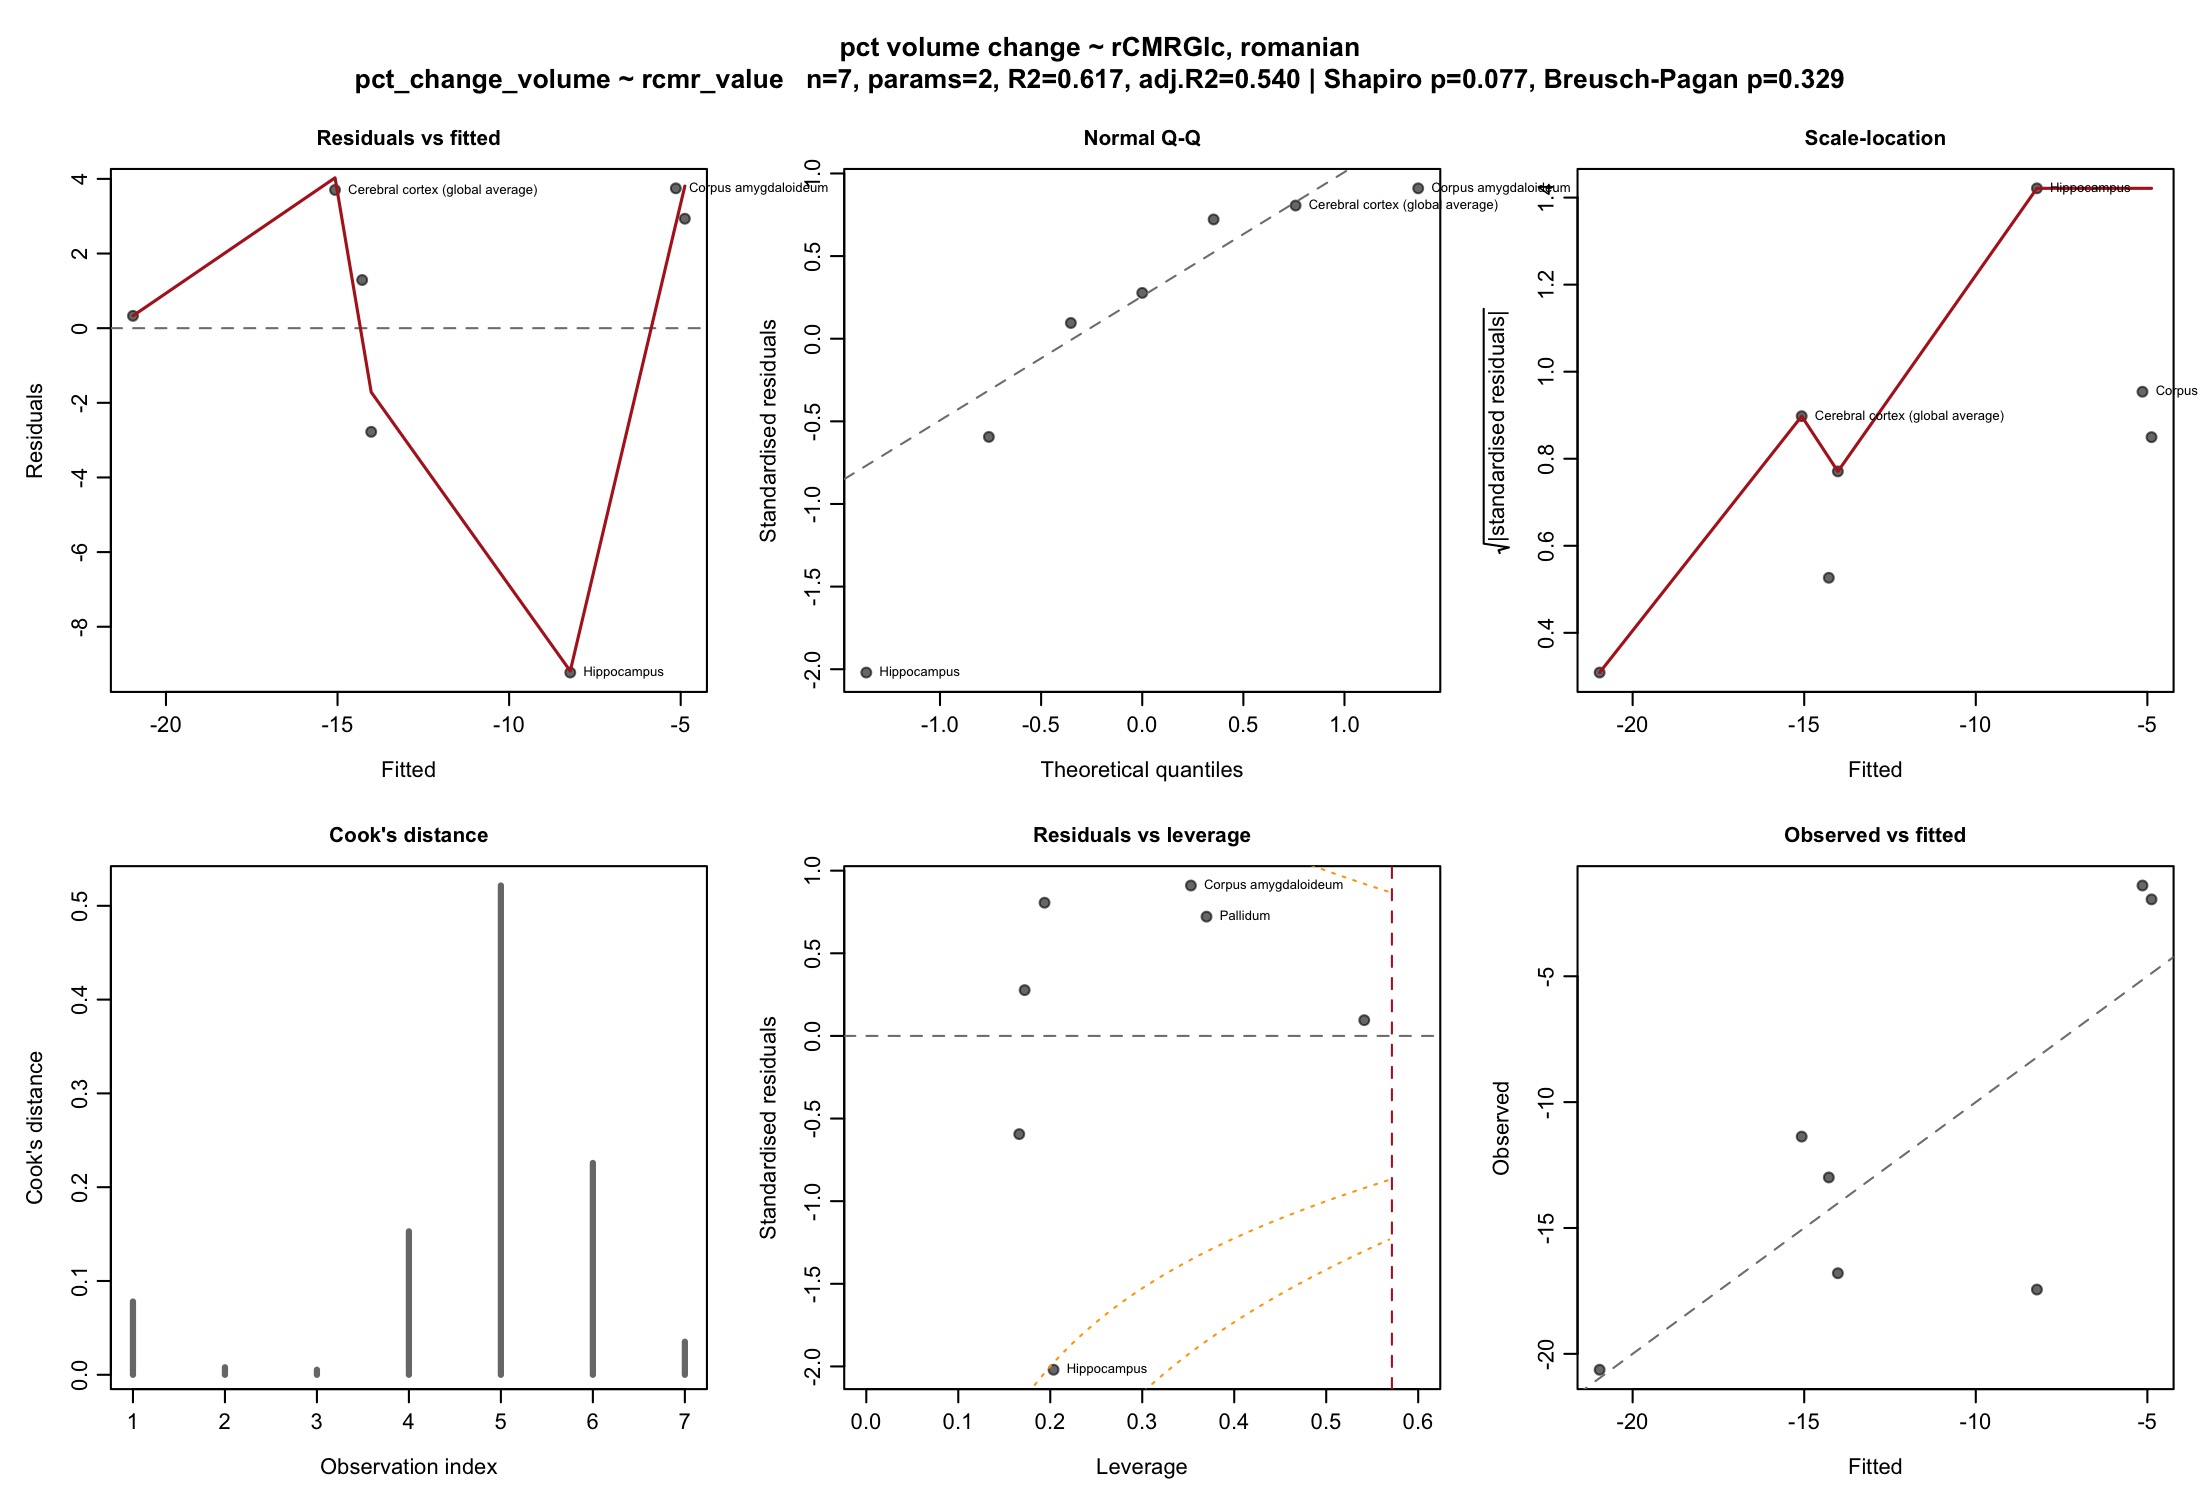 pct volume change ~ rCMRGlc, romanian
pct_change_volume ~ rcmr_value   n=7, params=2, R2=0.617, adj.R2=0.540 | Shapiro p=0.077, Breusch-Pagan p=0.329
Residuals vs fitted
Residuals
4
2
0
-2
-4
-6
-8
Cerebral cortex (global average)
Corpus amygdaloideum
Hippocampus
-20 -15 -10 -5
Fitted
Normal Q-Q
Standardised residuals
1.0
0.5
0.0
-0.5
-1.0
-1.5
-2.0
Corpus amygdaloideum
Cerebral cortex (global average)
Hippocampus
-1.0 -0.5 0.0 0.5 1.0
Theoretical quantiles
Scale-location
√|standardised residuals|
1.4
1.2
1.0
0.8
0.6
0.4
Hippocampus
Corpus
Cerebral cortex (global average)
-20 -15 -10 -5
Fitted
Cook's distance
Cook's distance
0.5
0.4
0.3
0.2
0.1
0.0
1 2 3 4 5 6 7
Observation index
Residuals vs leverage
Standardised residuals
1.0
0.5
0.0
-0.5
-1.0
-1.5
-2.0
Corpus amygdaloideum
Pallidum
Hippocampus
0.0 0.1 0.2 0.3 0.4 0.5 0.6
Leverage
Observed vs fitted
Observed
-5
-10
-15
-20
-20 -15 -10 -5
Fitted